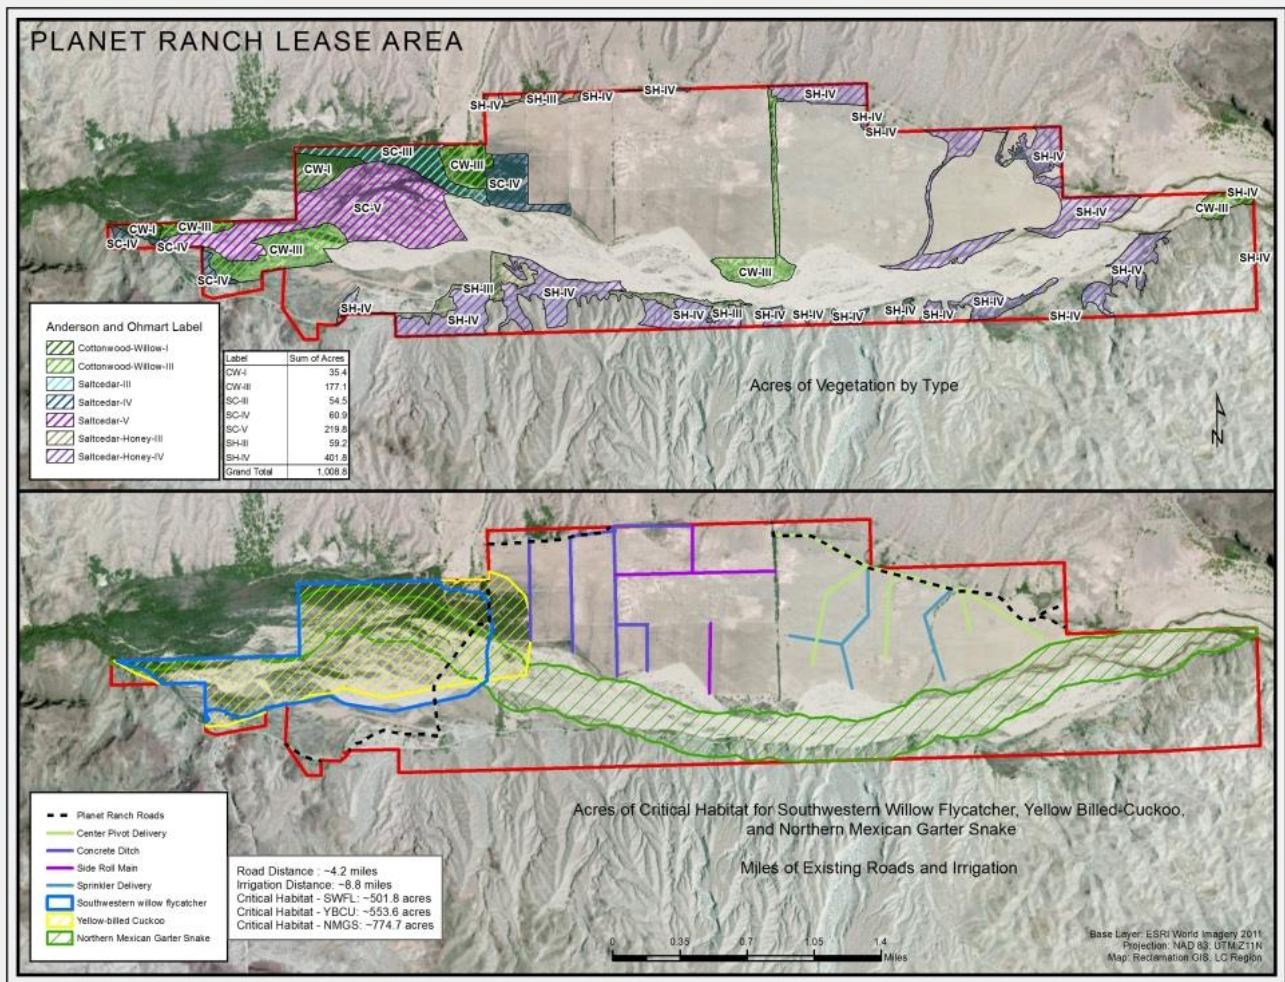 PLANET RANCH LEASE AREA
SH-IV
SH-III
SH-IV
SH-IV
SH-IV
SH-IV
SH-IV
SH-IV
SC-III
CW-III
CW-I
SC-IV
SC-V
SH-IV
SH-IV
CW-III
CW-I
CW-III
SC-IV
SC-IV
CW-III
SC-IV
CW-III
SH-IV
SH-IV
SH-III
SH-IV
SH-IV
SH-IV
SH-IV
SH-III
SH-IV
SH-IV
SH-IV
SH-IV
SH-IV
SH-IV
SH-IV
Anderson and Ohmart Label
Cottonwood-Willow-I
Cottonwood-Willow-III
Saltcedar-III
Saltcedar-IV
Saltcedar-V
Saltcedar-Honey-III
Saltcedar-Honey-IV
Label Sum of Acres
CW-I 35.4
CW-III 177.1
SC-III 54.5
SC-IV 60.9
SC-V 219.8
SH-III 59.2
SH-IV 401.8
Grand Total 1,008.8
Acres of Vegetation by Type
N
Acres of Critical Habitat for Southwestern Willow Flycatcher, Yellow Billed-Cuckoo,
and Northern Mexican Garter Snake
Miles of Existing Roads and Irrigation
Planet Ranch Roads
Center Pivot Delivery
Concrete Ditch
Side Roll Main
Sprinkler Delivery
Southwestern willow flycatcher
Yellow-billed Cuckoo
Northern Mexican Garter Snake
Road Distance : ~4.2 miles
Irrigation Distance: ~8.8 miles
Critical Habitat - SWFL: ~501.8 acres
Critical Habitat - YBCU: ~553.6 acres
Critical Habitat - NMGS: ~774.7 acres
0 0.35 0.7 1.05 1.4
Miles
Base Layer: ESRI World Imagery 2011
Projection: NAD 83, UTM Z11N
Map: Reclamation GIS, LC Region